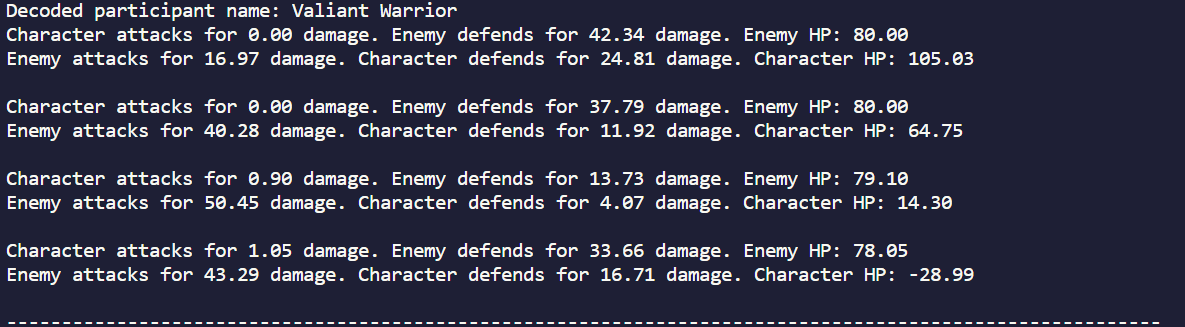 Decoded participant name: Valiant Warrior
Character attacks for 0.00 damage. Enemy defends for 42.34 damage. Enemy HP: 80.00
Enemy attacks for 16.97 damage. Character defends for 24.81 damage. Character HP: 105.03
Character attacks for 0.00 damage. Enemy defends for 37.79 damage. Enemy HP: 80.00
Enemy attacks for 40.28 damage. Character defends for 11.92 damage. Character HP: 64.75
Character attacks for 0.90 damage. Enemy defends for 13.73 damage. Enemy HP: 79.10
Enemy attacks for 50.45 damage. Character defends for 4.07 damage. Character HP: 14.30
Character attacks for 1.05 damage. Enemy defends for 33.66 damage. Enemy HP: 78.05
Enemy attacks for 43.29 damage. Character defends for 16.71 damage. Character HP: -28.99
---------------------------------------------------------------------------------------------------------